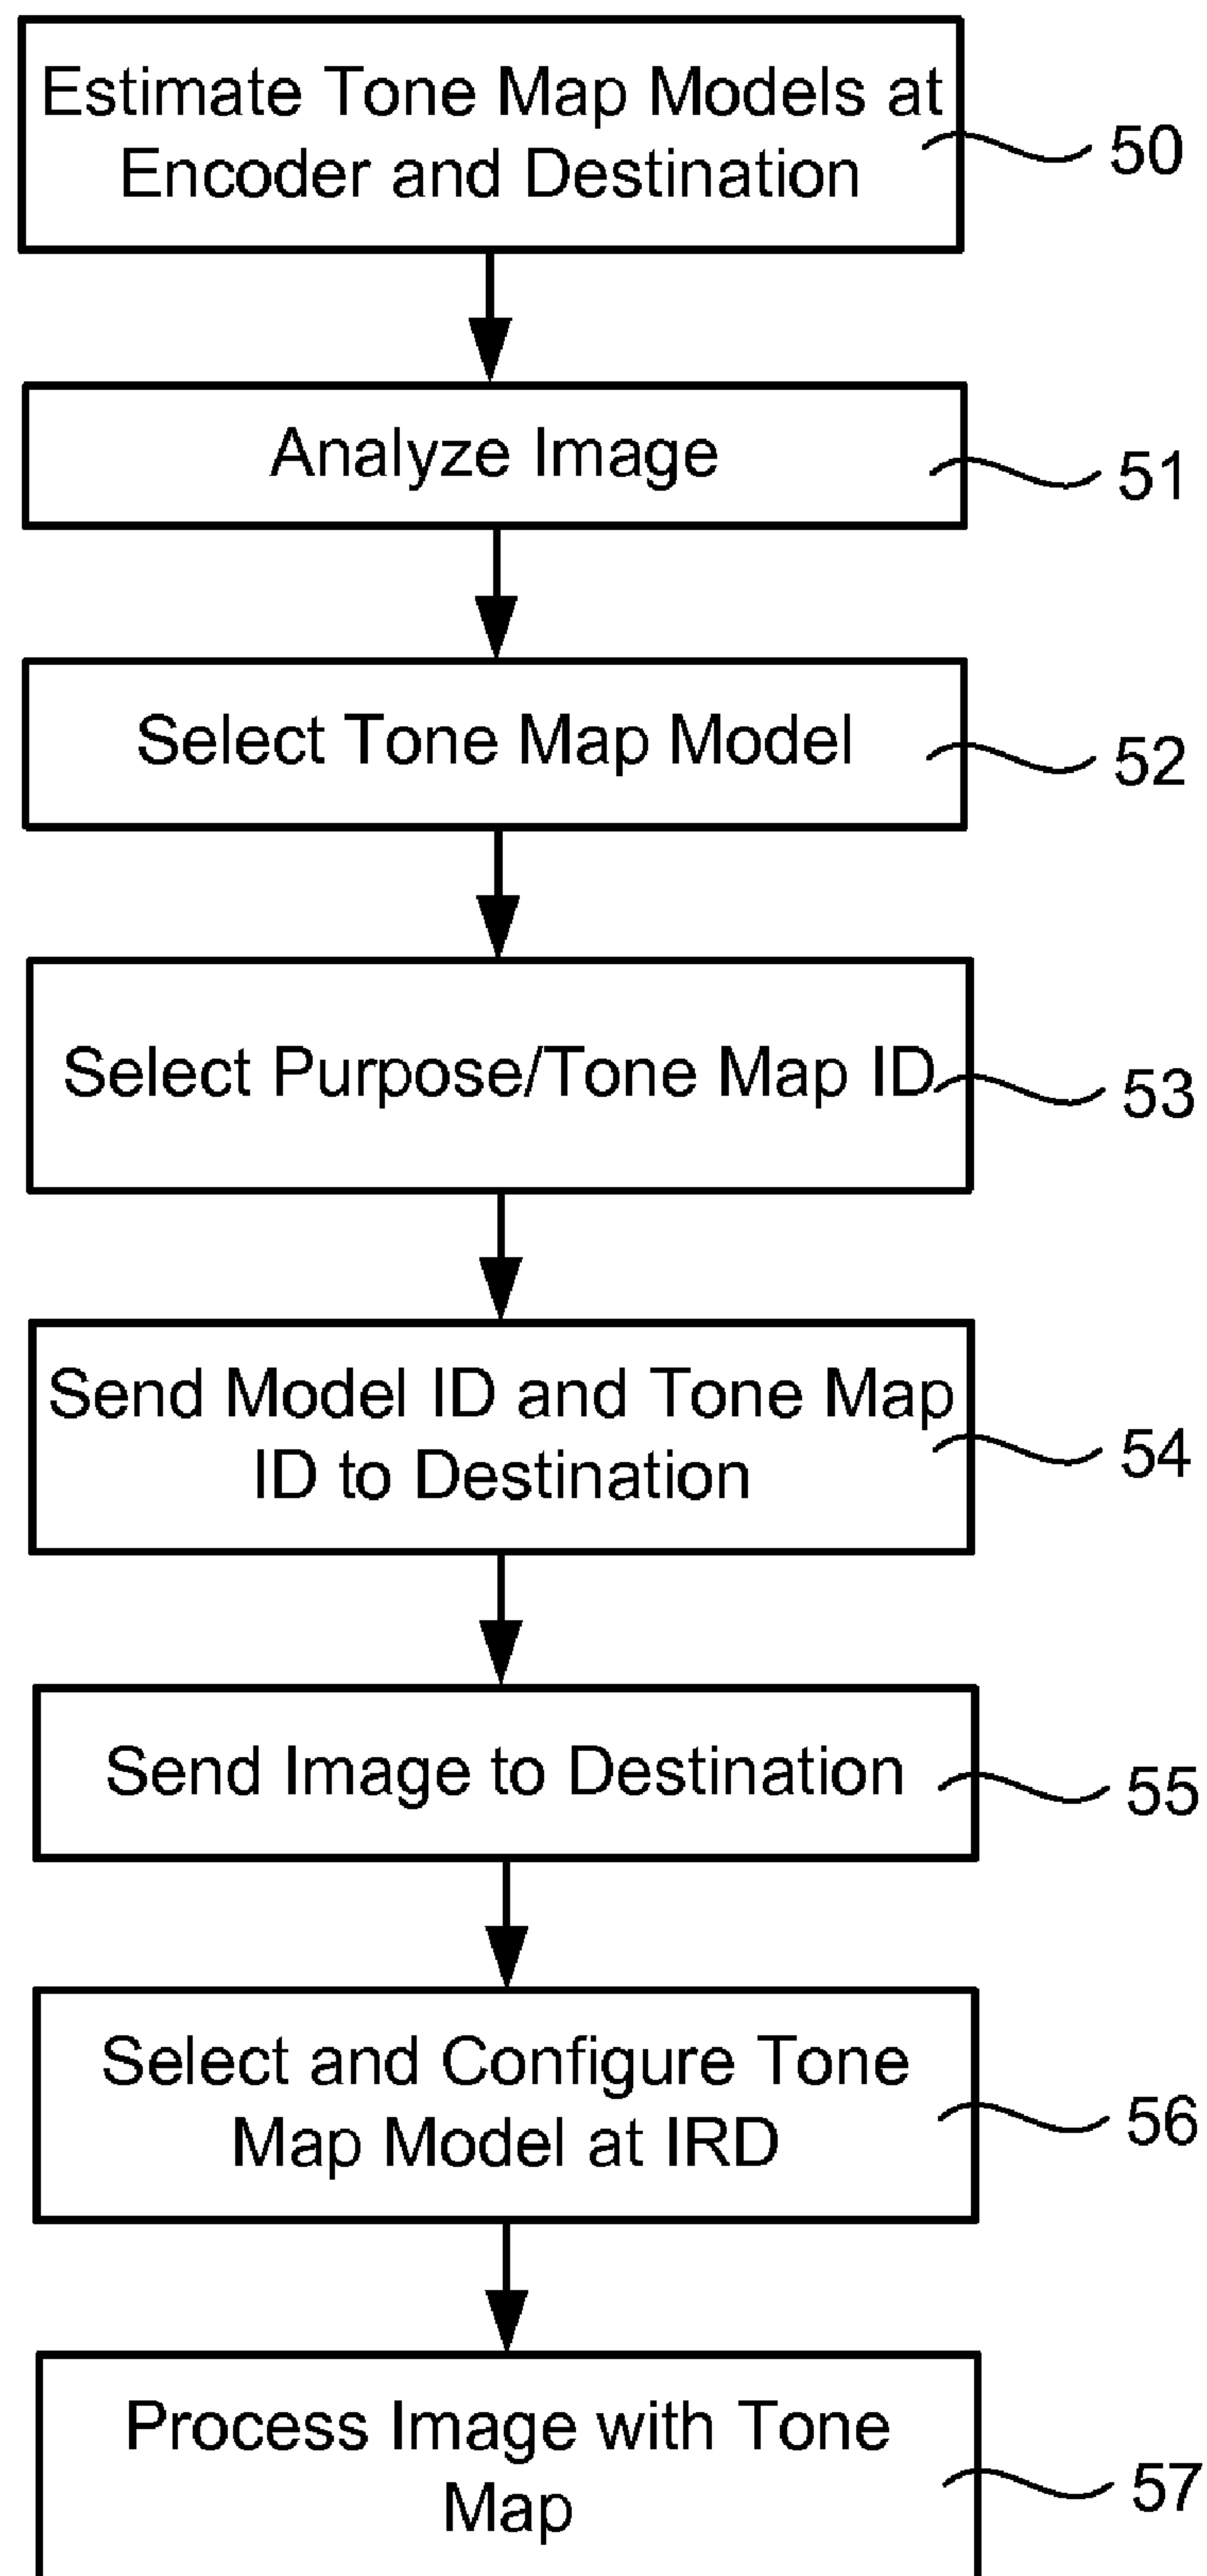 Estimate Tone Map Models at
Encoder and Destination
50
Analyze Image
51
Select Tone Map Model
52
Select Purpose/Tone Map ID
53
Send Model ID and Tone Map
ID to Destination
54
Send Image to Destination
55
Select and Configure Tone
Map Model at IRD
56
Process Image with Tone
Map
57